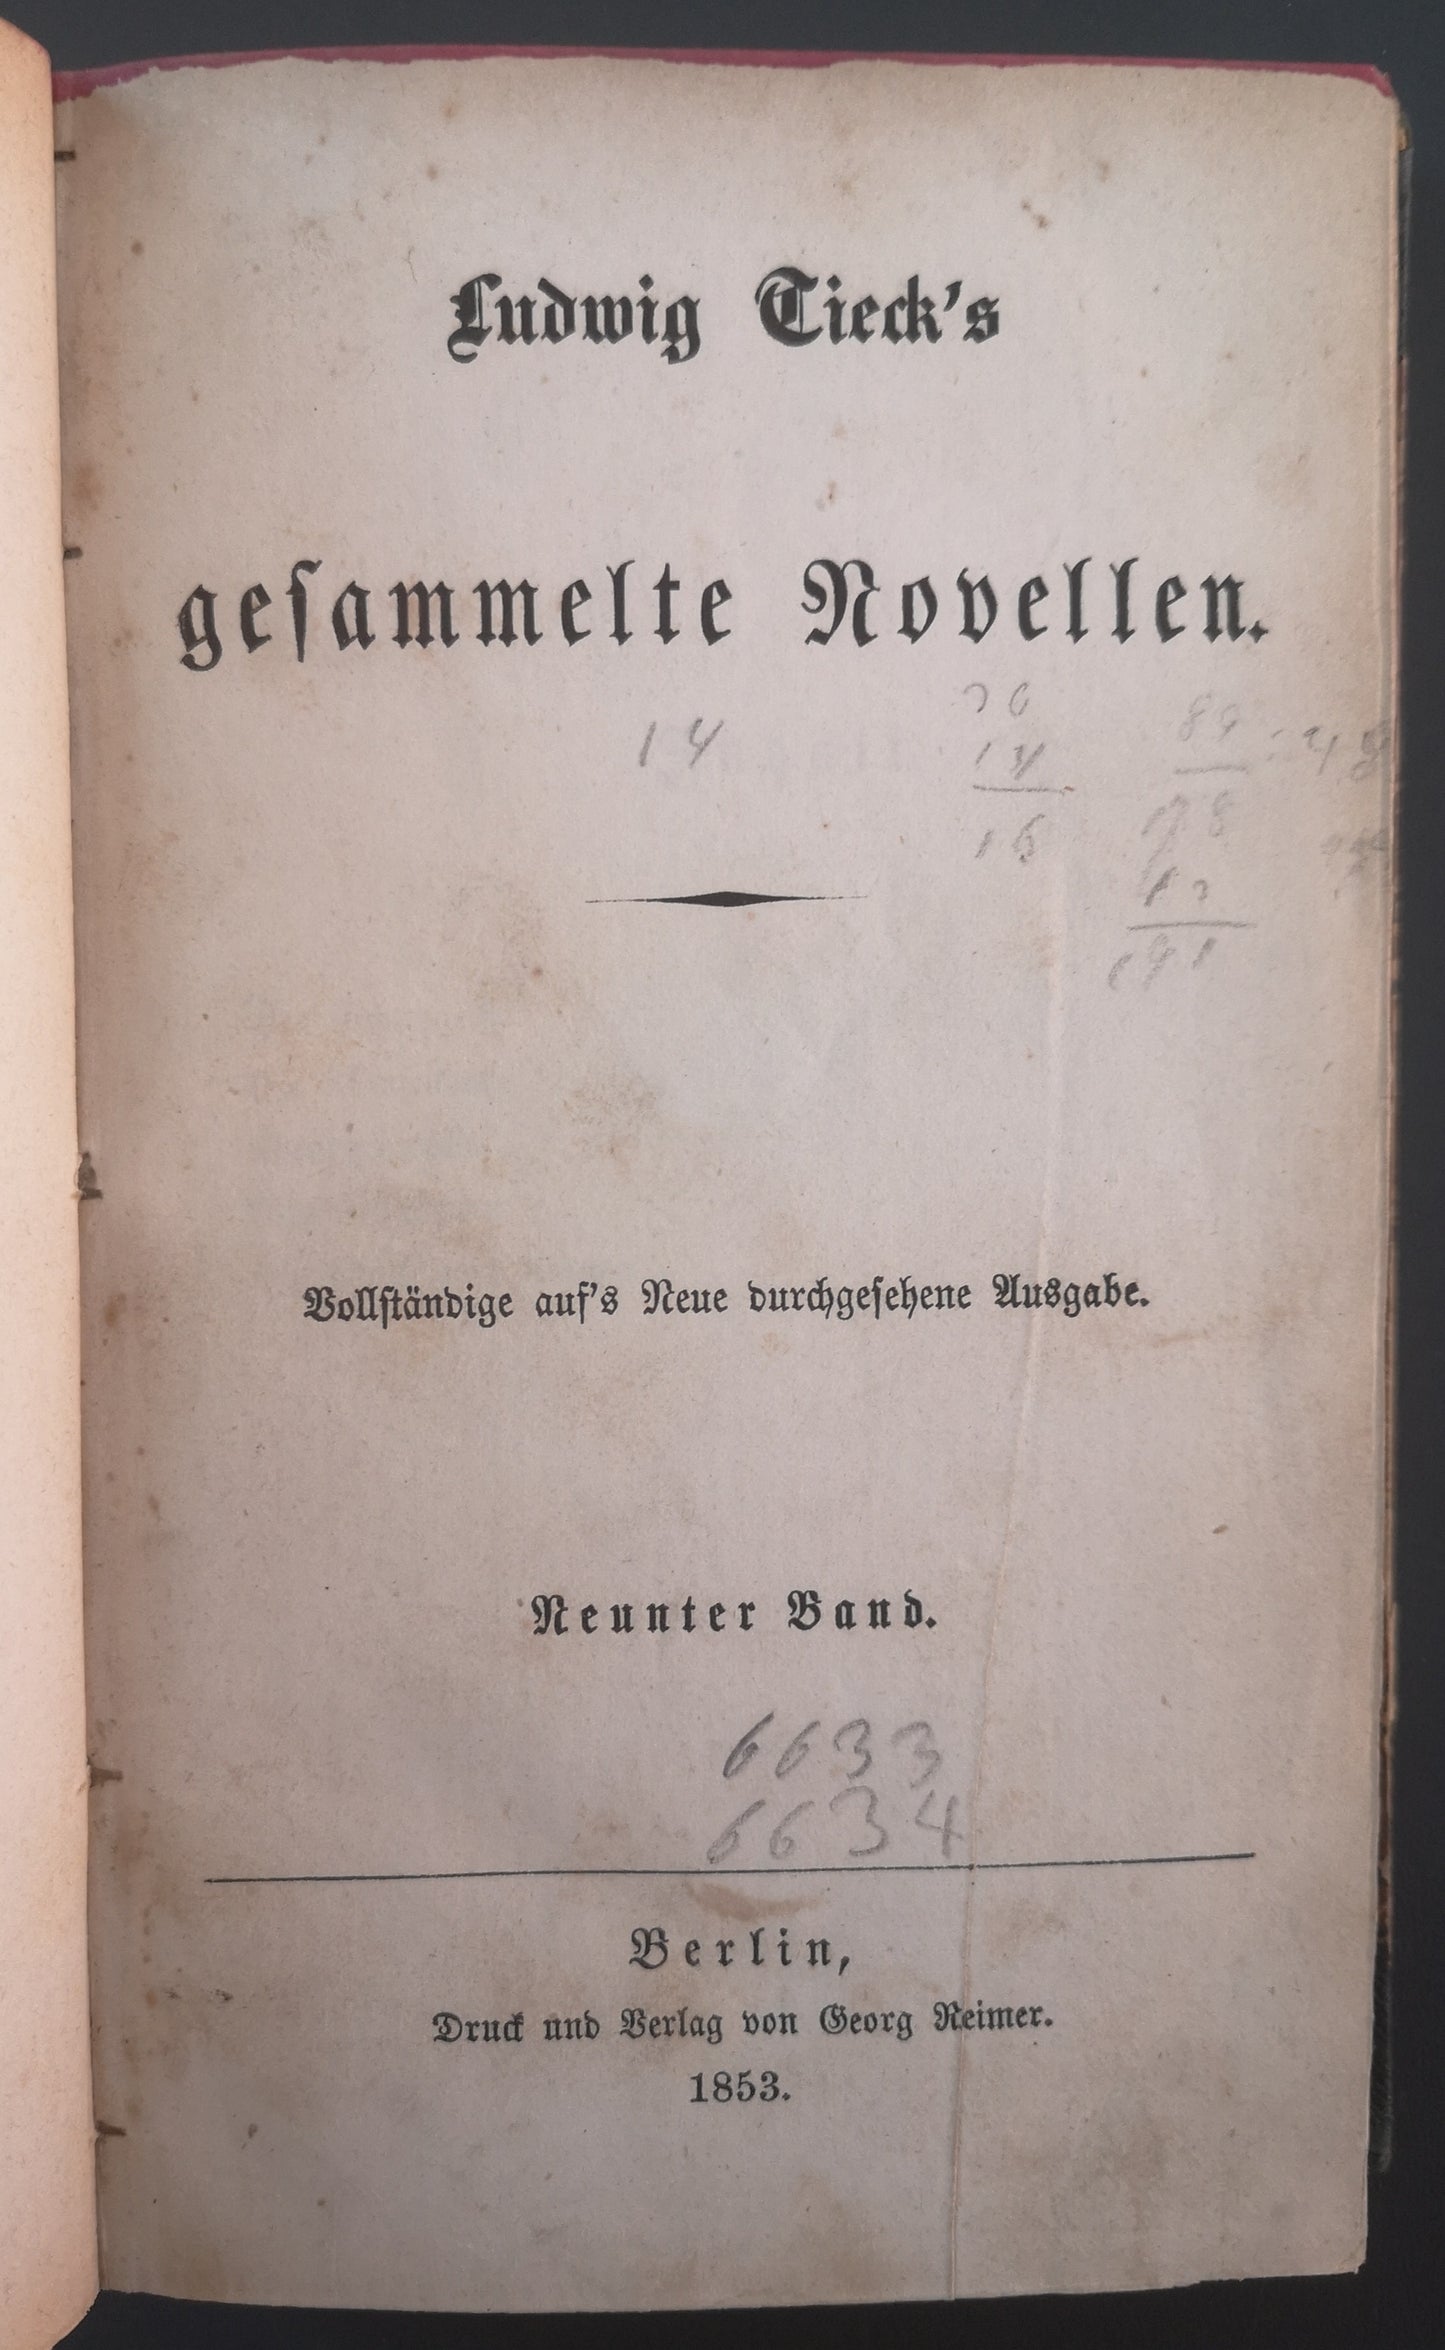 Ludwig Tieck's
gesammelte Novellen.
14
16
Vollständige auf's Neue durchgesehene Ausgabe.
Neunter Band.
6633
6634
Berlin,
Druck und Verlag von Georg Reimer.
1853.